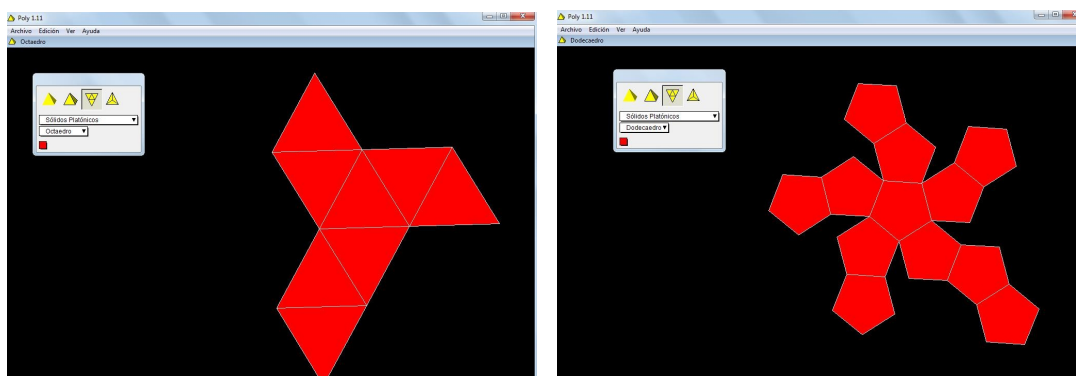 Poly 1.11
Archivo Edición Ver Ayuda
Octaedro
Sólidos Platónicos
Octaedro
Poly 1.11
Archivo Edición Ver Ayuda
Dodecaedro
Sólidos Platónicos
Dodecaedro